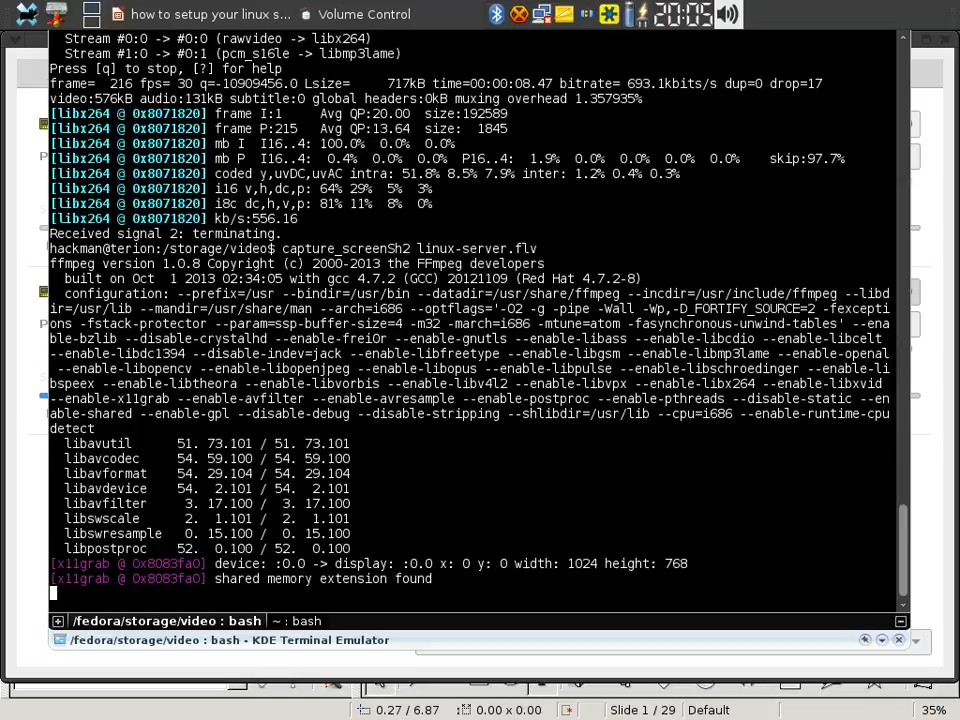 how to setup your linux s...
Volume Control
20:05
Stream #0:0 -> #0:0 (rawvideo -> libx264)
Stream #1:0 -> #0:1 (pcm_s16le -> libmp3lame)
Press [q] to stop, [?] for help
frame=  216 fps= 30 q=-10909456.0 Lsize=     717kB time=00:00:08.47 bitrate= 693.1kbits/s dup=0 drop=17
video:576kB audio:131kB subtitle:0 global headers:0kB muxing overhead 1.357935%
[libx264 @ 0x8071820] frame I:1     Avg QP:20.00  size:192589
[libx264 @ 0x8071820] frame P:215   Avg QP:13.64  size:  1845
[libx264 @ 0x8071820] mb I  I16..4: 100.0%  0.0%  0.0%
[libx264 @ 0x8071820] mb P  I16..4:  0.4%  0.0%  0.0%  P16..4:  1.9%  0.0%  0.0%  0.0%  0.0%    skip:97.7%
[libx264 @ 0x8071820] coded y,uvDC,uvAC intra: 51.8% 8.5% 7.9% inter: 1.2% 0.4% 0.3%
[libx264 @ 0x8071820] i16 v,h,dc,p: 64% 29%  5%  3%
[libx264 @ 0x8071820] i8c dc,h,v,p: 81% 11%  8%  0%
[libx264 @ 0x8071820] kb/s:556.16
Received signal 2: terminating.
hackman@terion:/storage/video$ capture_screenSh2 linux-server.flv
ffmpeg version 1.0.8 Copyright (c) 2000-2013 the FFmpeg developers
built on Oct  1 2013 02:34:05 with gcc 4.7.2 (GCC) 20121109 (Red Hat 4.7.2-8)
configuration: --prefix=/usr --bindir=/usr/bin --datadir=/usr/share/ffmpeg --incdir=/usr/include/ffmpeg --libd
ir=/usr/lib --mandir=/usr/share/man --arch=i686 --optflags='-O2 -g -pipe -Wall -Wp,-D_FORTIFY_SOURCE=2 -fexcepti
ons -fstack-protector --param=ssp-buffer-size=4 -m32 -march=i686 -mtune=atom -fasynchronous-unwind-tables' --ena
ble-bzlib --disable-crystalhd --enable-frei0r --enable-gnutls --enable-libass --enable-libcdio --enable-libcelt
--enable-libdc1394 --disable-indev=jack --enable-libfreetype --enable-libgsm --enable-libmp3lame --enable-openal
--enable-libopencv --enable-libopenjpeg --enable-libopus --enable-libpulse --enable-libschroedinger --enable-li
bspeex --enable-libtheora --enable-libvorbis --enable-libv4l2 --enable-libvpx --enable-libx264 --enable-libxvid
--enable-x11grab --enable-avfilter --enable-avresample --enable-postproc --enable-pthreads --disable-static --en
able-shared --enable-gpl --disable-debug --disable-stripping --shlibdir=/usr/lib --cpu=i686 --enable-runtime-cpu
detect
libavutil      51. 73.101 / 51. 73.101
libavcodec     54. 59.100 / 54. 59.100
libavformat    54. 29.104 / 54. 29.104
libavdevice    54.  2.101 / 54.  2.101
libavfilter     3. 17.100 /  3. 17.100
libswscale      2.  1.101 /  2.  1.101
libswresample   0. 15.100 /  0. 15.100
libpostproc    52.  0.100 / 52.  0.100
[x11grab @ 0x8083fa0] device: :0.0 -> display: :0.0 x: 0 y: 0 width: 1024 height: 768
[x11grab @ 0x8083fa0] shared memory extension found
/fedora/storage/video : bash
~ : bash
/fedora/storage/video : bash - KDE Terminal Emulator
0.27 / 6.87
0.00 x 0.00
Slide 1 / 29
Default
35%